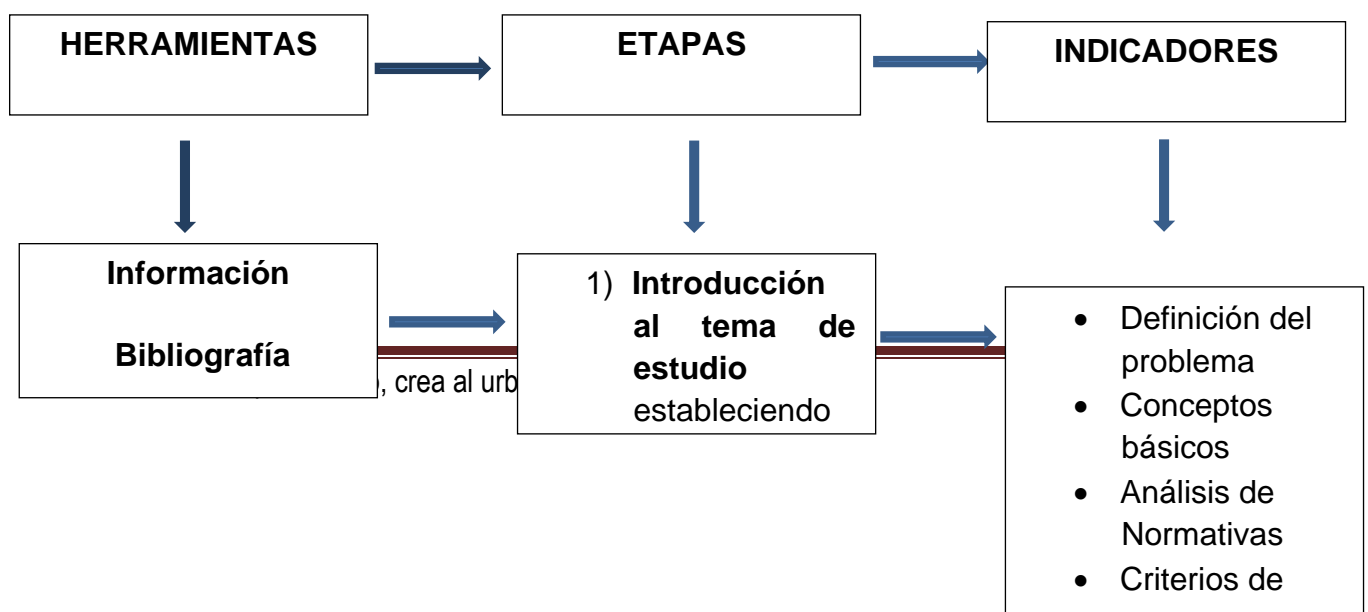 HERRAMIENTAS
ETAPAS
INDICADORES
Información
Bibliografía
1) Introducción
al tema de
estudio
estableciendo
, crea al urb
• Definición del
problema
• Conceptos
básicos
• Análisis de
Normativas
• Criterios de